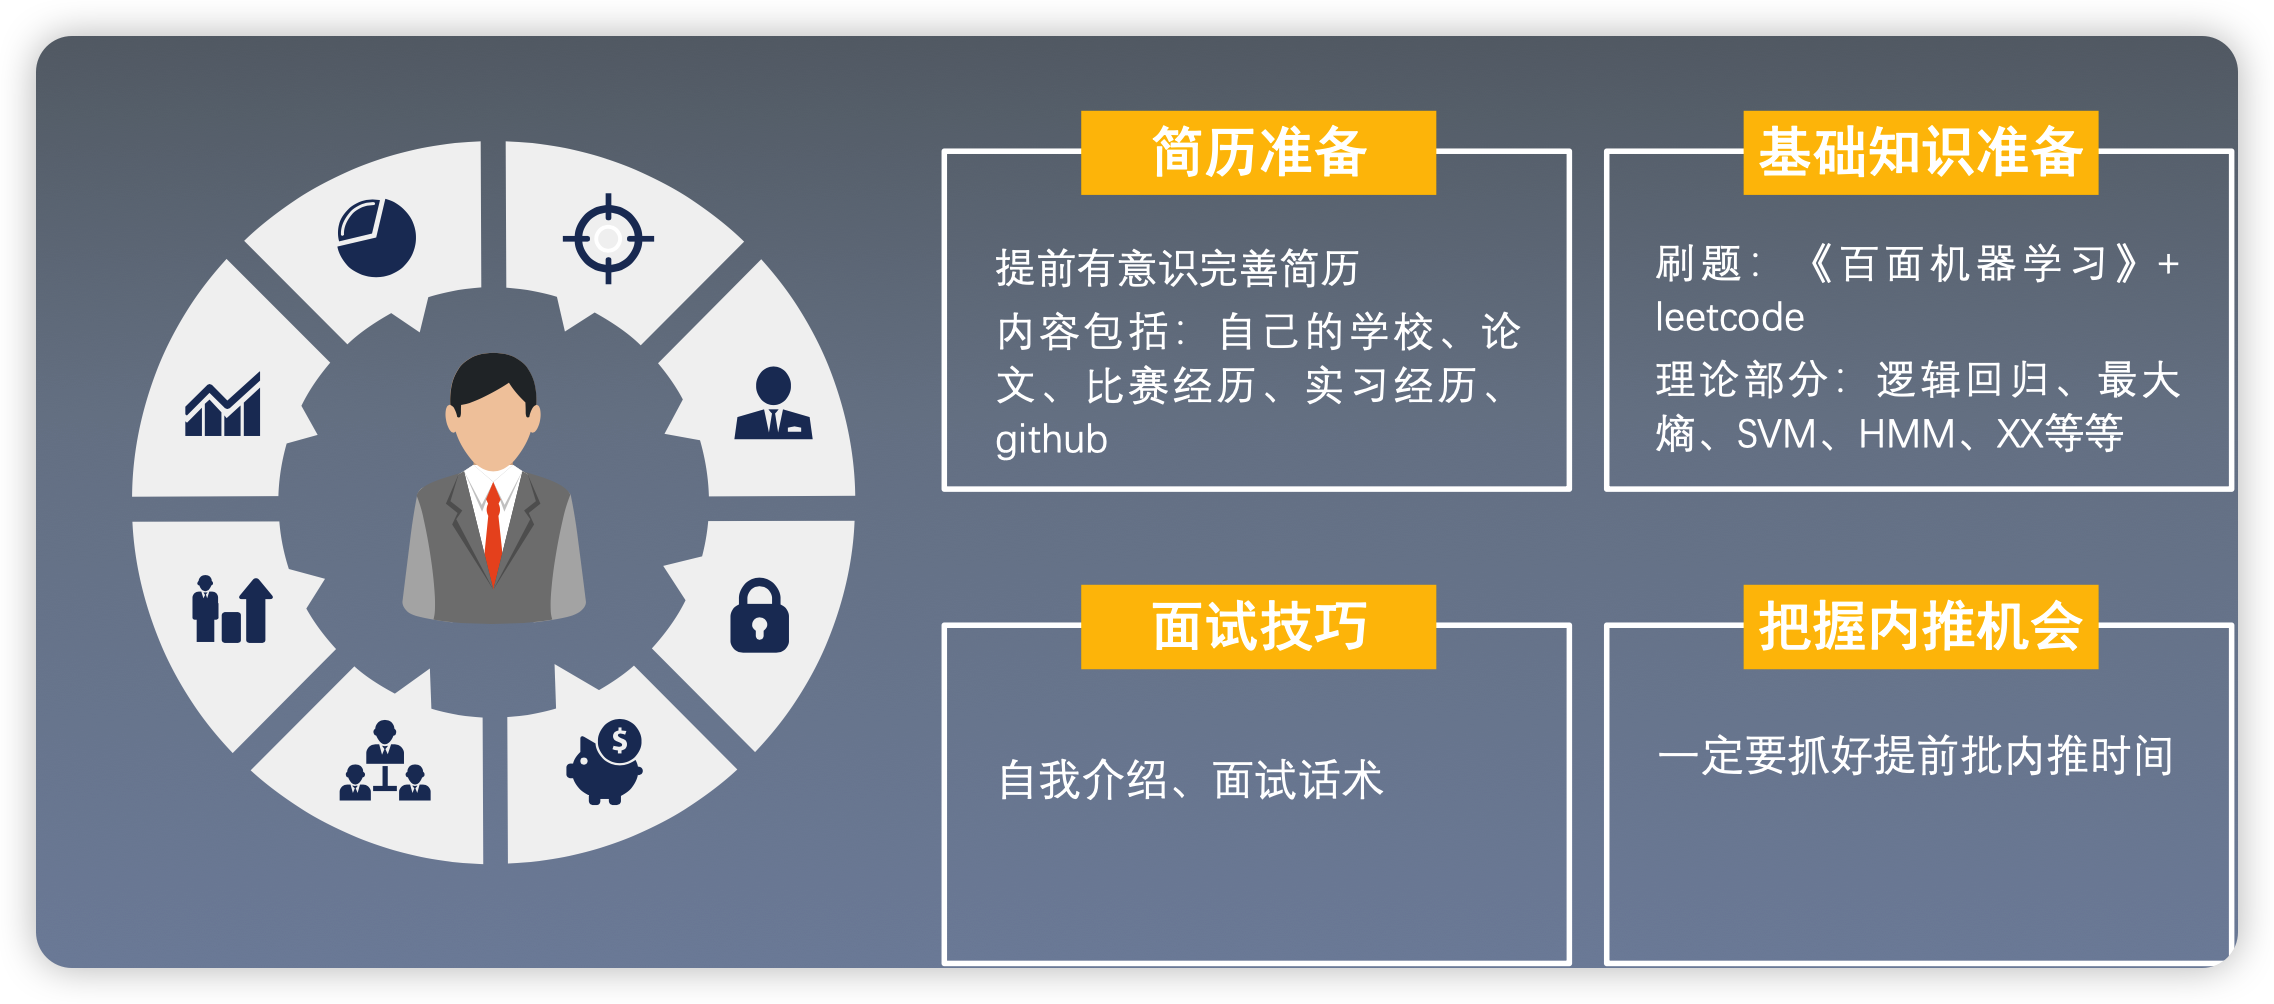 简历准备
提前有意识完善简历
内容包括：自己的学校、论
文、比赛经历、实习经历、
github
基础知识准备
刷题：《百面机器学习》+
leetcode
理论部分：逻辑回归、最大
熵、SVM、HMM、XX等等
面试技巧
自我介绍、面试话术
把握内推机会
一定要抓好提前批内推时间
$